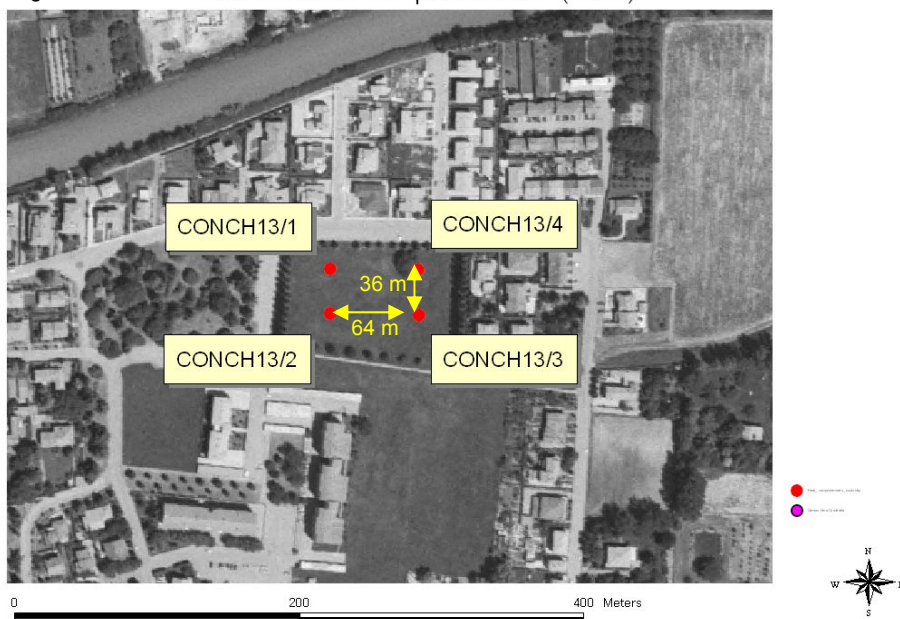 CONCH13/1
CONCH13/4
36 m
64 m
CONCH13/2
CONCH13/3
N
W
S
0 200 400 Meters